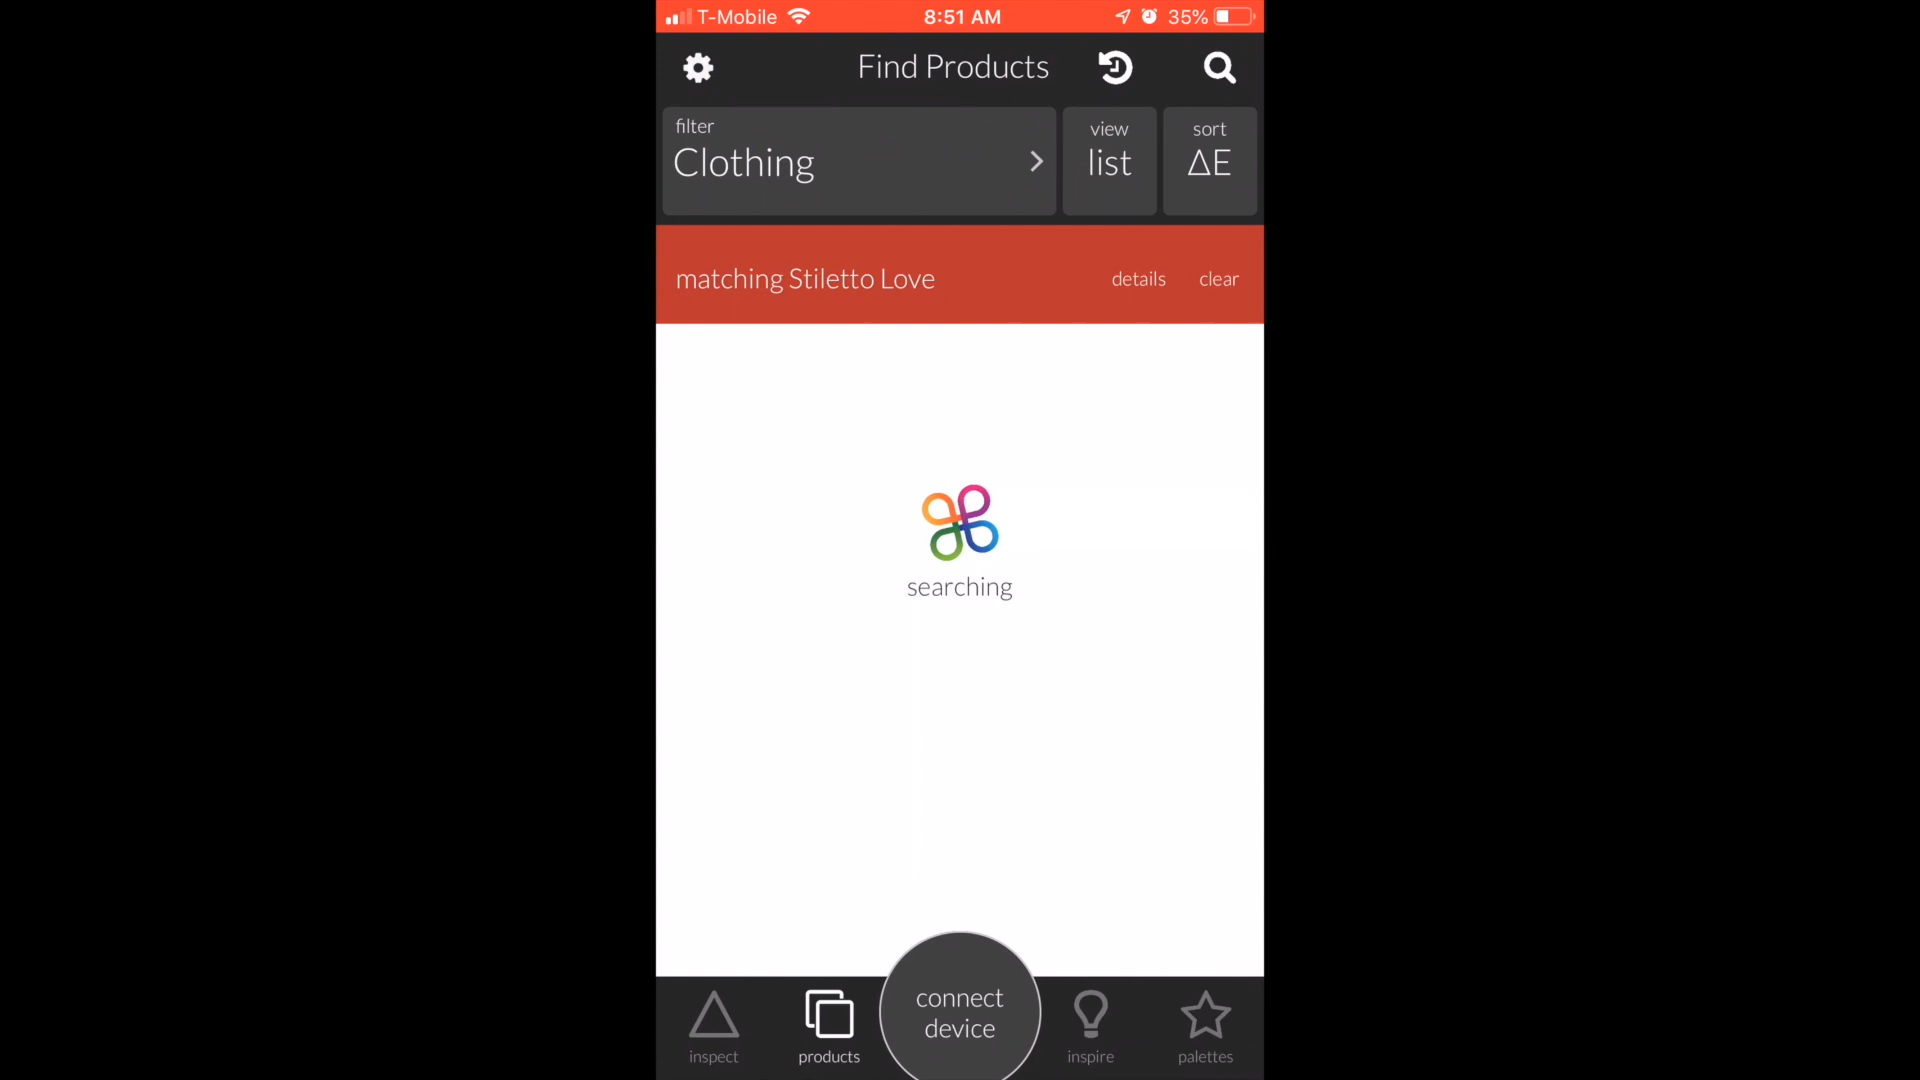 T-Mobile 8:51 AM 35%
Find Products
filter
Clothing
view
list
sort
ΔE
matching Stiletto Love details clear
searching
connect
device
inspect products inspire palettes